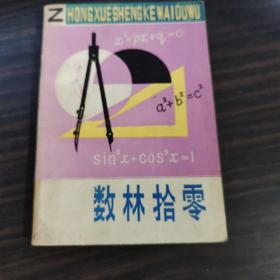 ZHONGXUESHENGKEWAIDUWU
x²+px+q=0
a²+b²=c²
sin²x+cos²x=1
数林拾零